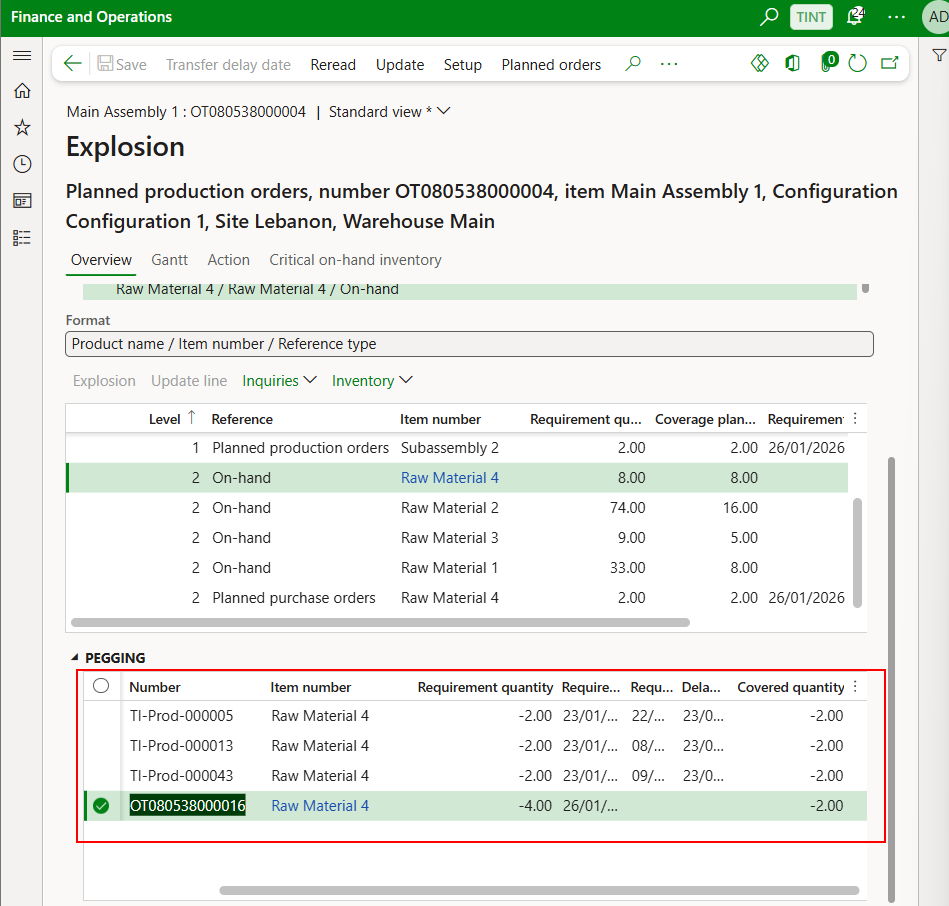 Finance and Operations TINT 24 AD
Save Transfer delay date Reread Update Setup Planned orders 0
Main Assembly 1 : OT080538000004 | Standard view *
Explosion
Planned production orders, number OT080538000004, item Main Assembly 1, Configuration
Configuration 1, Site Lebanon, Warehouse Main
Overview Gantt Action Critical on-hand inventory
Raw Material 4 / Raw Material 4 / On-hand
Format
Product name / Item number / Reference type
Explosion Update line Inquiries Inventory
Level Reference Item number Requirement qu... Coverage plan... Requirement
1 Planned production orders Subassembly 2 2.00 2.00 26/01/2026
2 On-hand Raw Material 4 8.00 8.00
2 On-hand Raw Material 2 74.00 16.00
2 On-hand Raw Material 3 9.00 5.00
2 On-hand Raw Material 1 33.00 8.00
2 Planned purchase orders Raw Material 4 2.00 2.00 26/01/2026
PEGGING
Number Item number Requirement quantity Require... Requ... Dela... Covered quantity
TI-Prod-000005 Raw Material 4 -2.00 23/01/... 22/... 23/0... -2.00
TI-Prod-000013 Raw Material 4 -2.00 23/01/... 08/... 23/0... -2.00
TI-Prod-000043 Raw Material 4 -2.00 23/01/... 09/... 23/0... -2.00
OT080538000016 Raw Material 4 -4.00 26/01/... -2.00